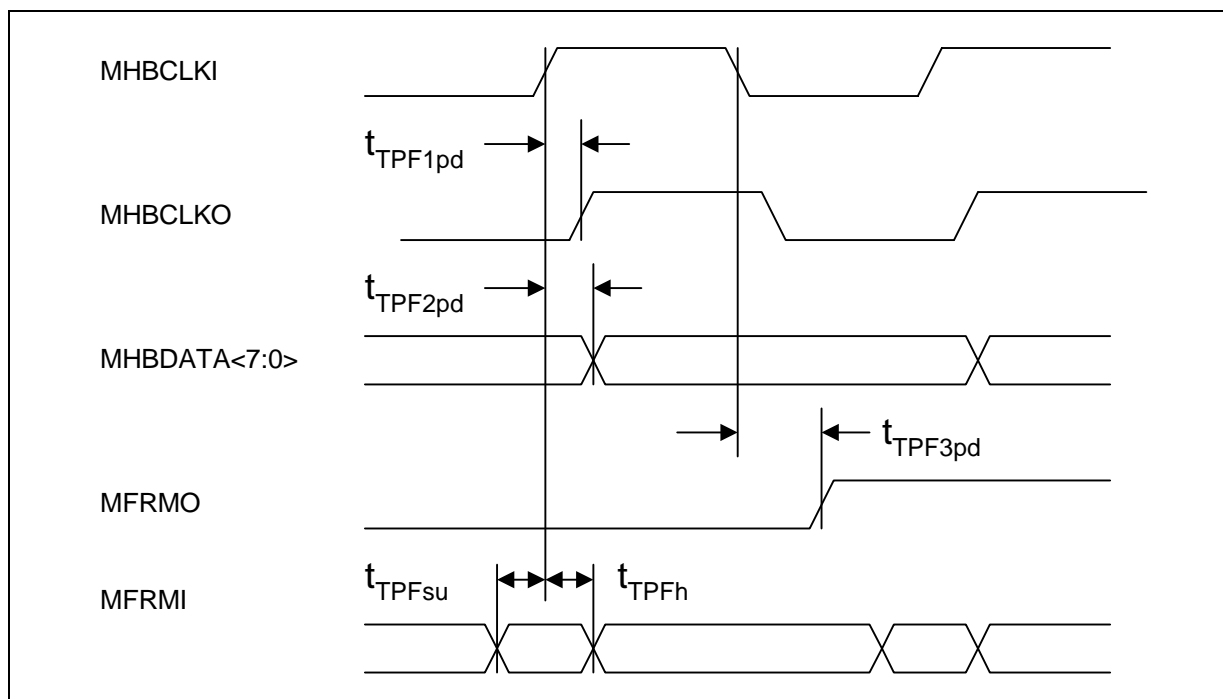 MHBCLKI
tTPF1pd
MHBCLKO
tTPF2pd
MHBDATA<7:0>
tTPF3pd
MFRMO
tTPFsu
tTPFh
MFRMI